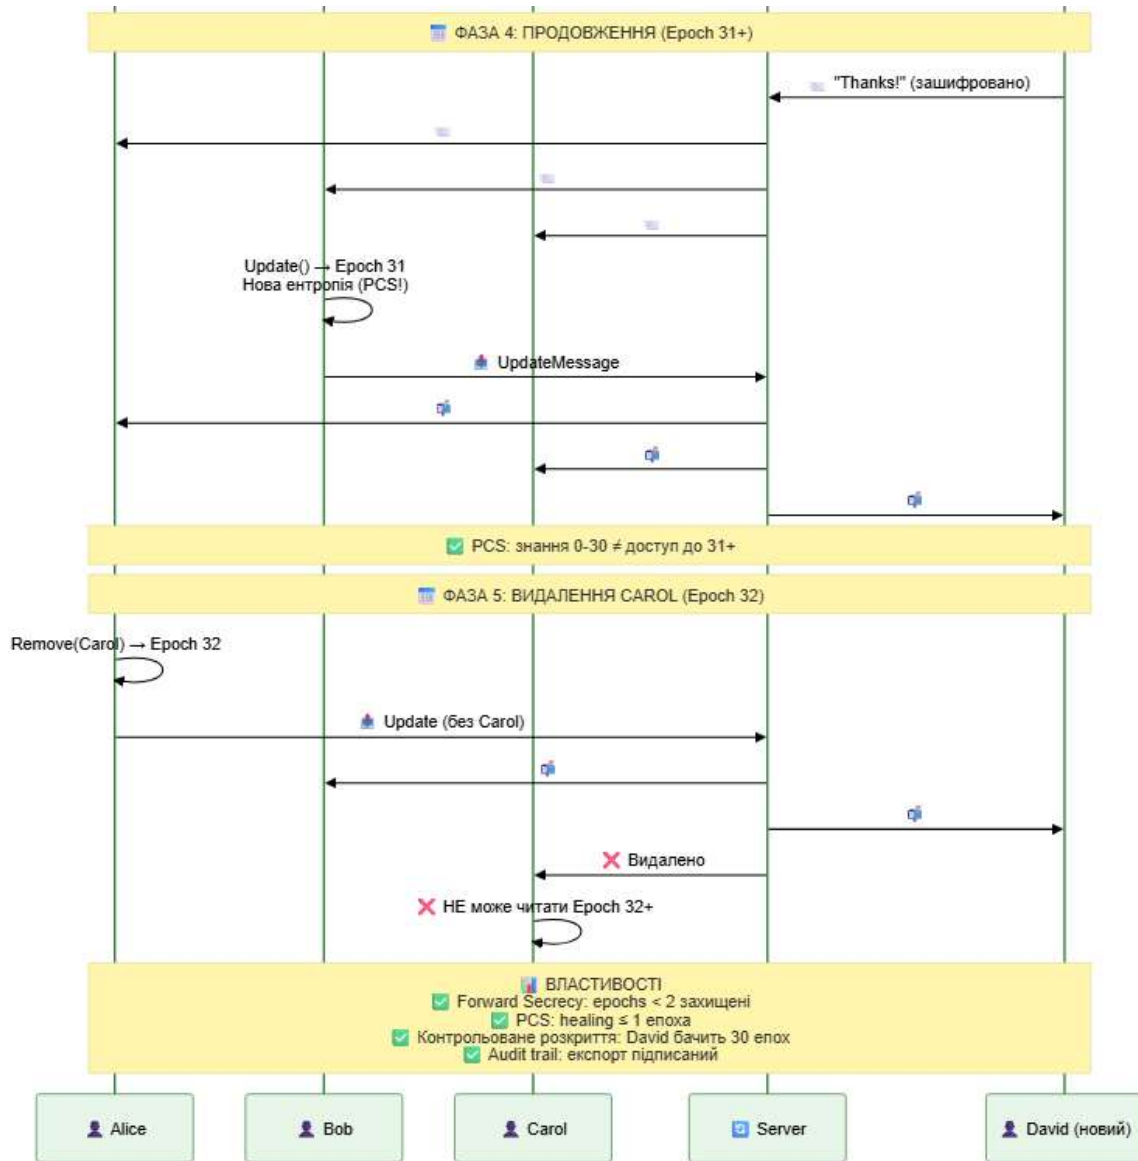 ФАЗА 4: ПРОДОВЖЕННЯ (Epoch 31+)
"Thanks!" (зашифровано)
Update() → Epoch 31
Нова ентропія (PCS!)
UpdateMessage
✅ PCS: знання 0-30 ≠ доступ до 31+
ФАЗА 5: ВИДАЛЕННЯ CAROL (Epoch 32)
Remove(Carol) → Epoch 32
Update (без Carol)
❌ Видалено
❌ НЕ може читати Epoch 32+
ВЛАСТИВОСТІ
✅ Forward Secrecy: epochs < 2 захищені
✅ PCS: healing ≤ 1 епоха
✅ Контрольоване розкриття: David бачить 30 епох
✅ Audit trail: експорт підписаний
Alice
Bob
Carol
Server
David (новий)